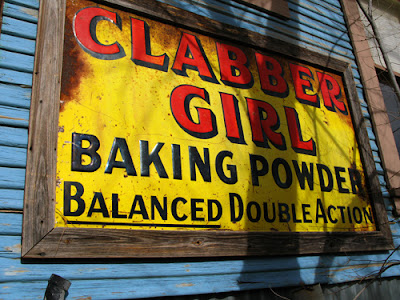 CLABBER
GIRL
BAKING POWDER
BALANCED DOUBLE ACTION